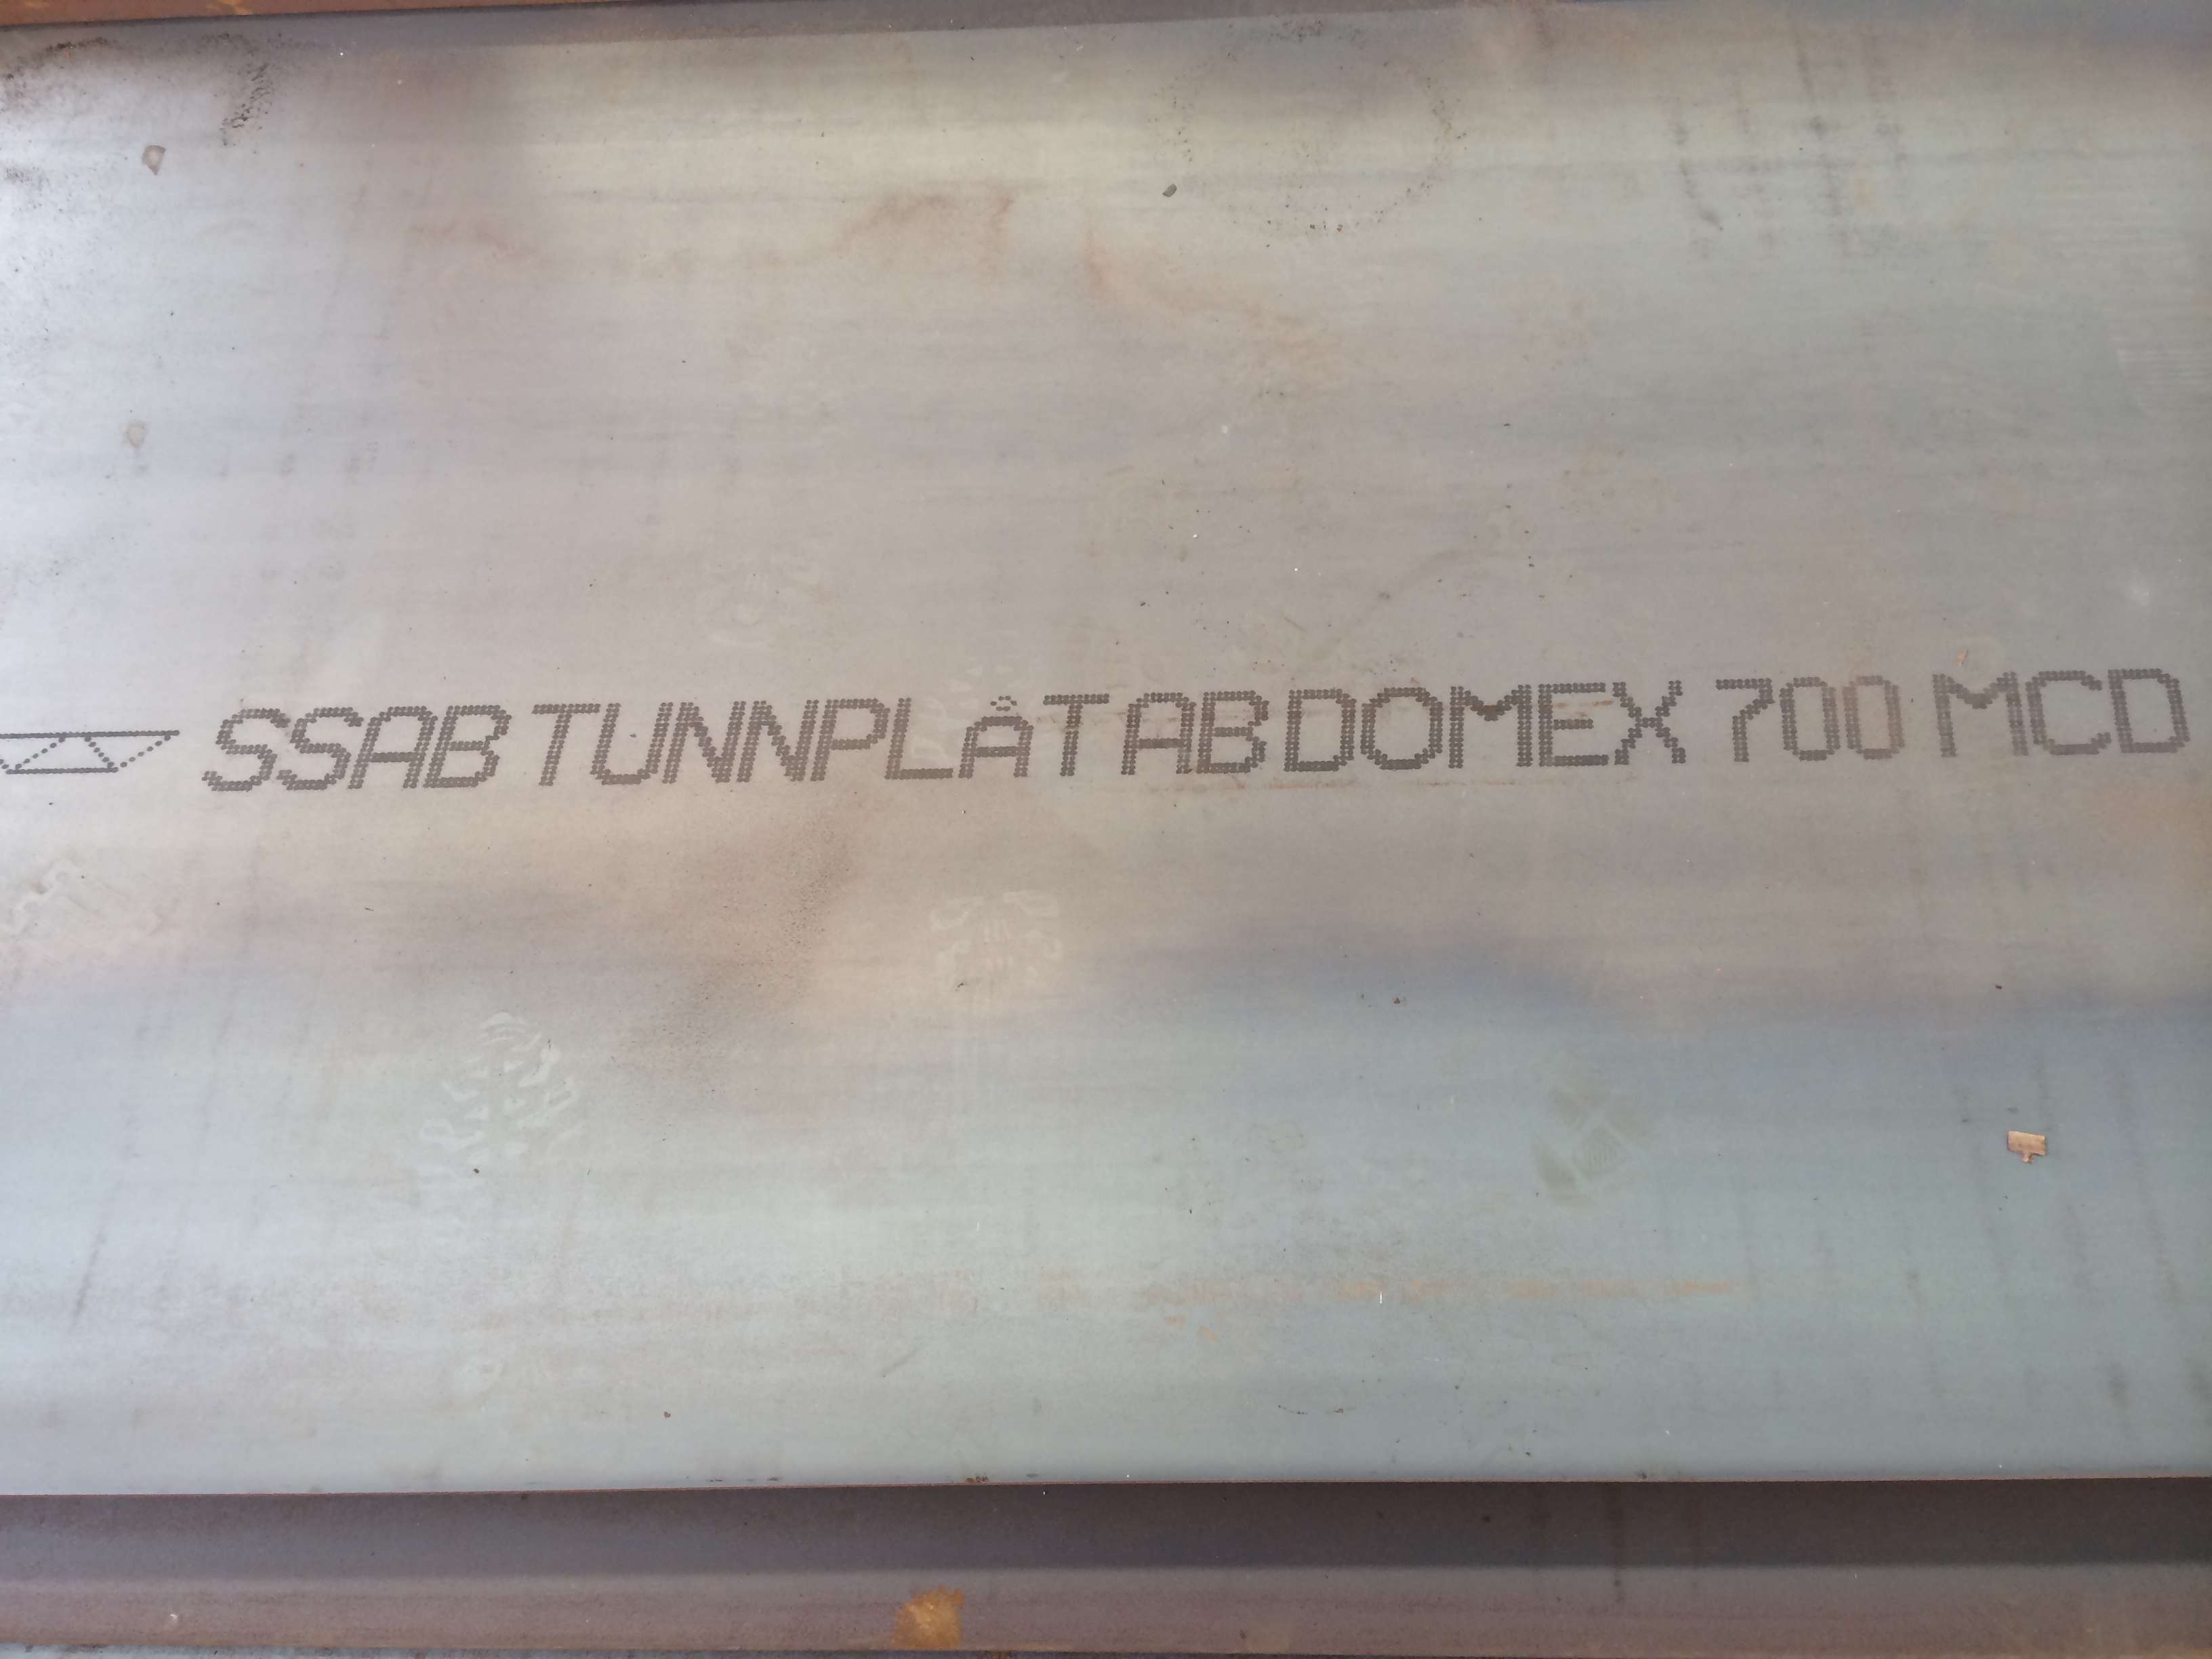 SSAB TUNNPLÅT AB DOMEX 700 MCD